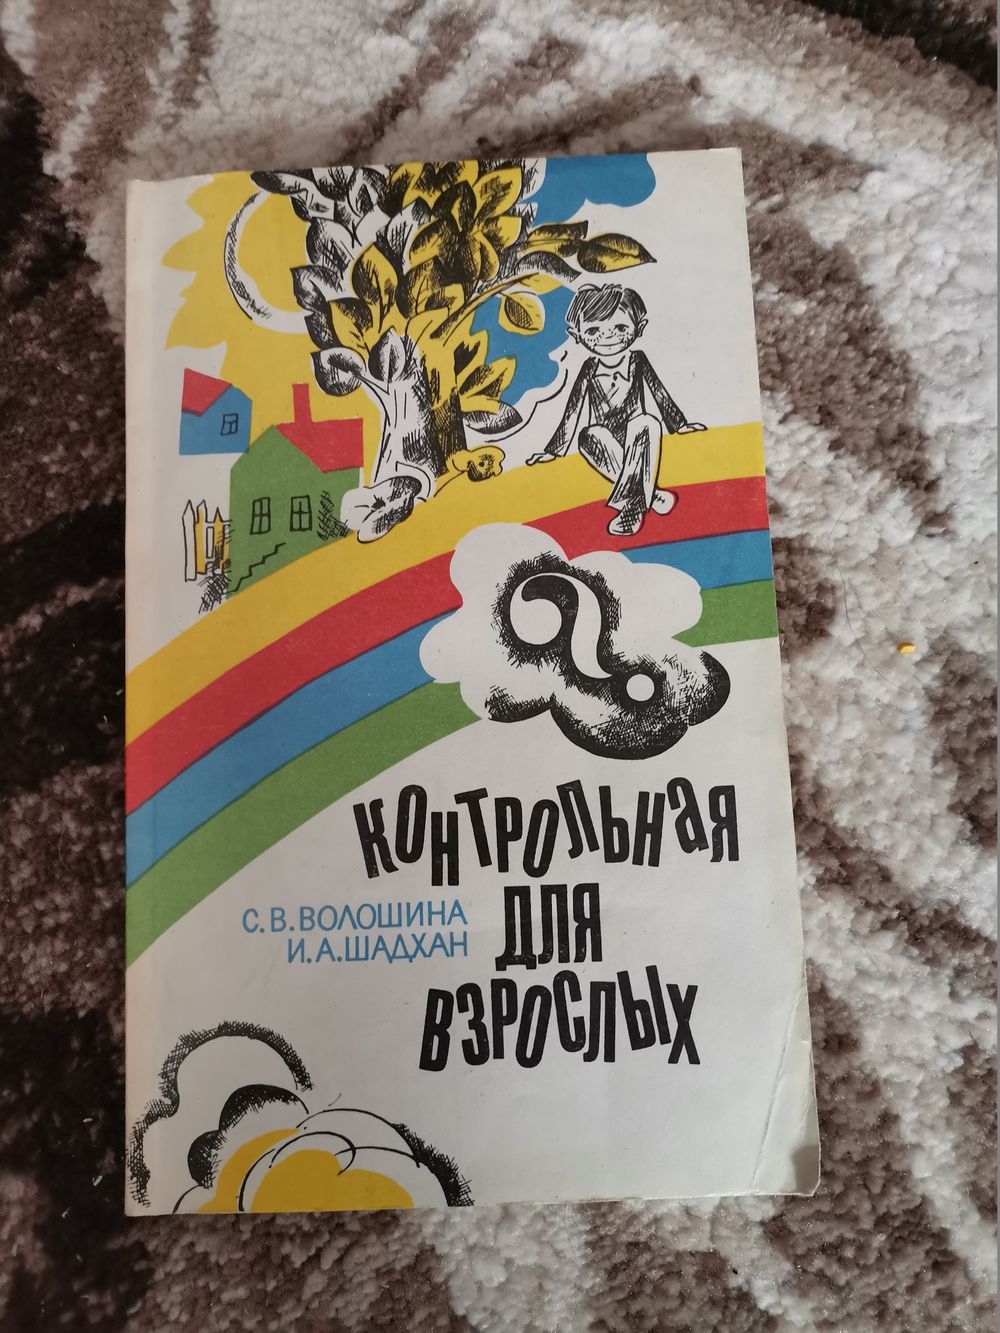 КОНТРОЛЬНАЯ
ДЛЯ
ВЗРОСЛЫХ
С.В.ВОЛОШИНА
И.А.ШАДХАН